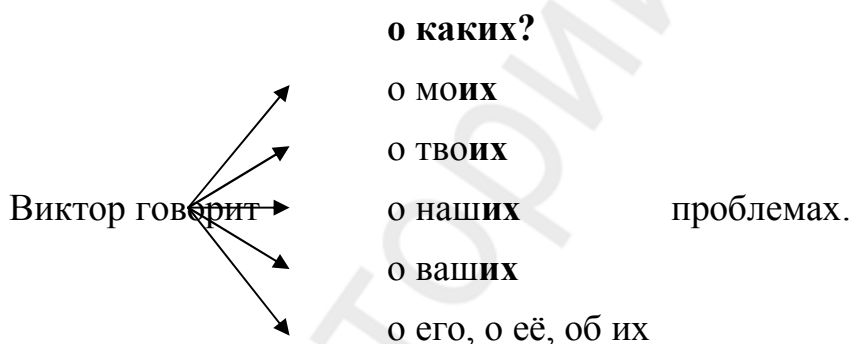 о каких?
о моих
о твоих
Виктор говорит о наших проблемах.
о ваших
о его, о её, об их